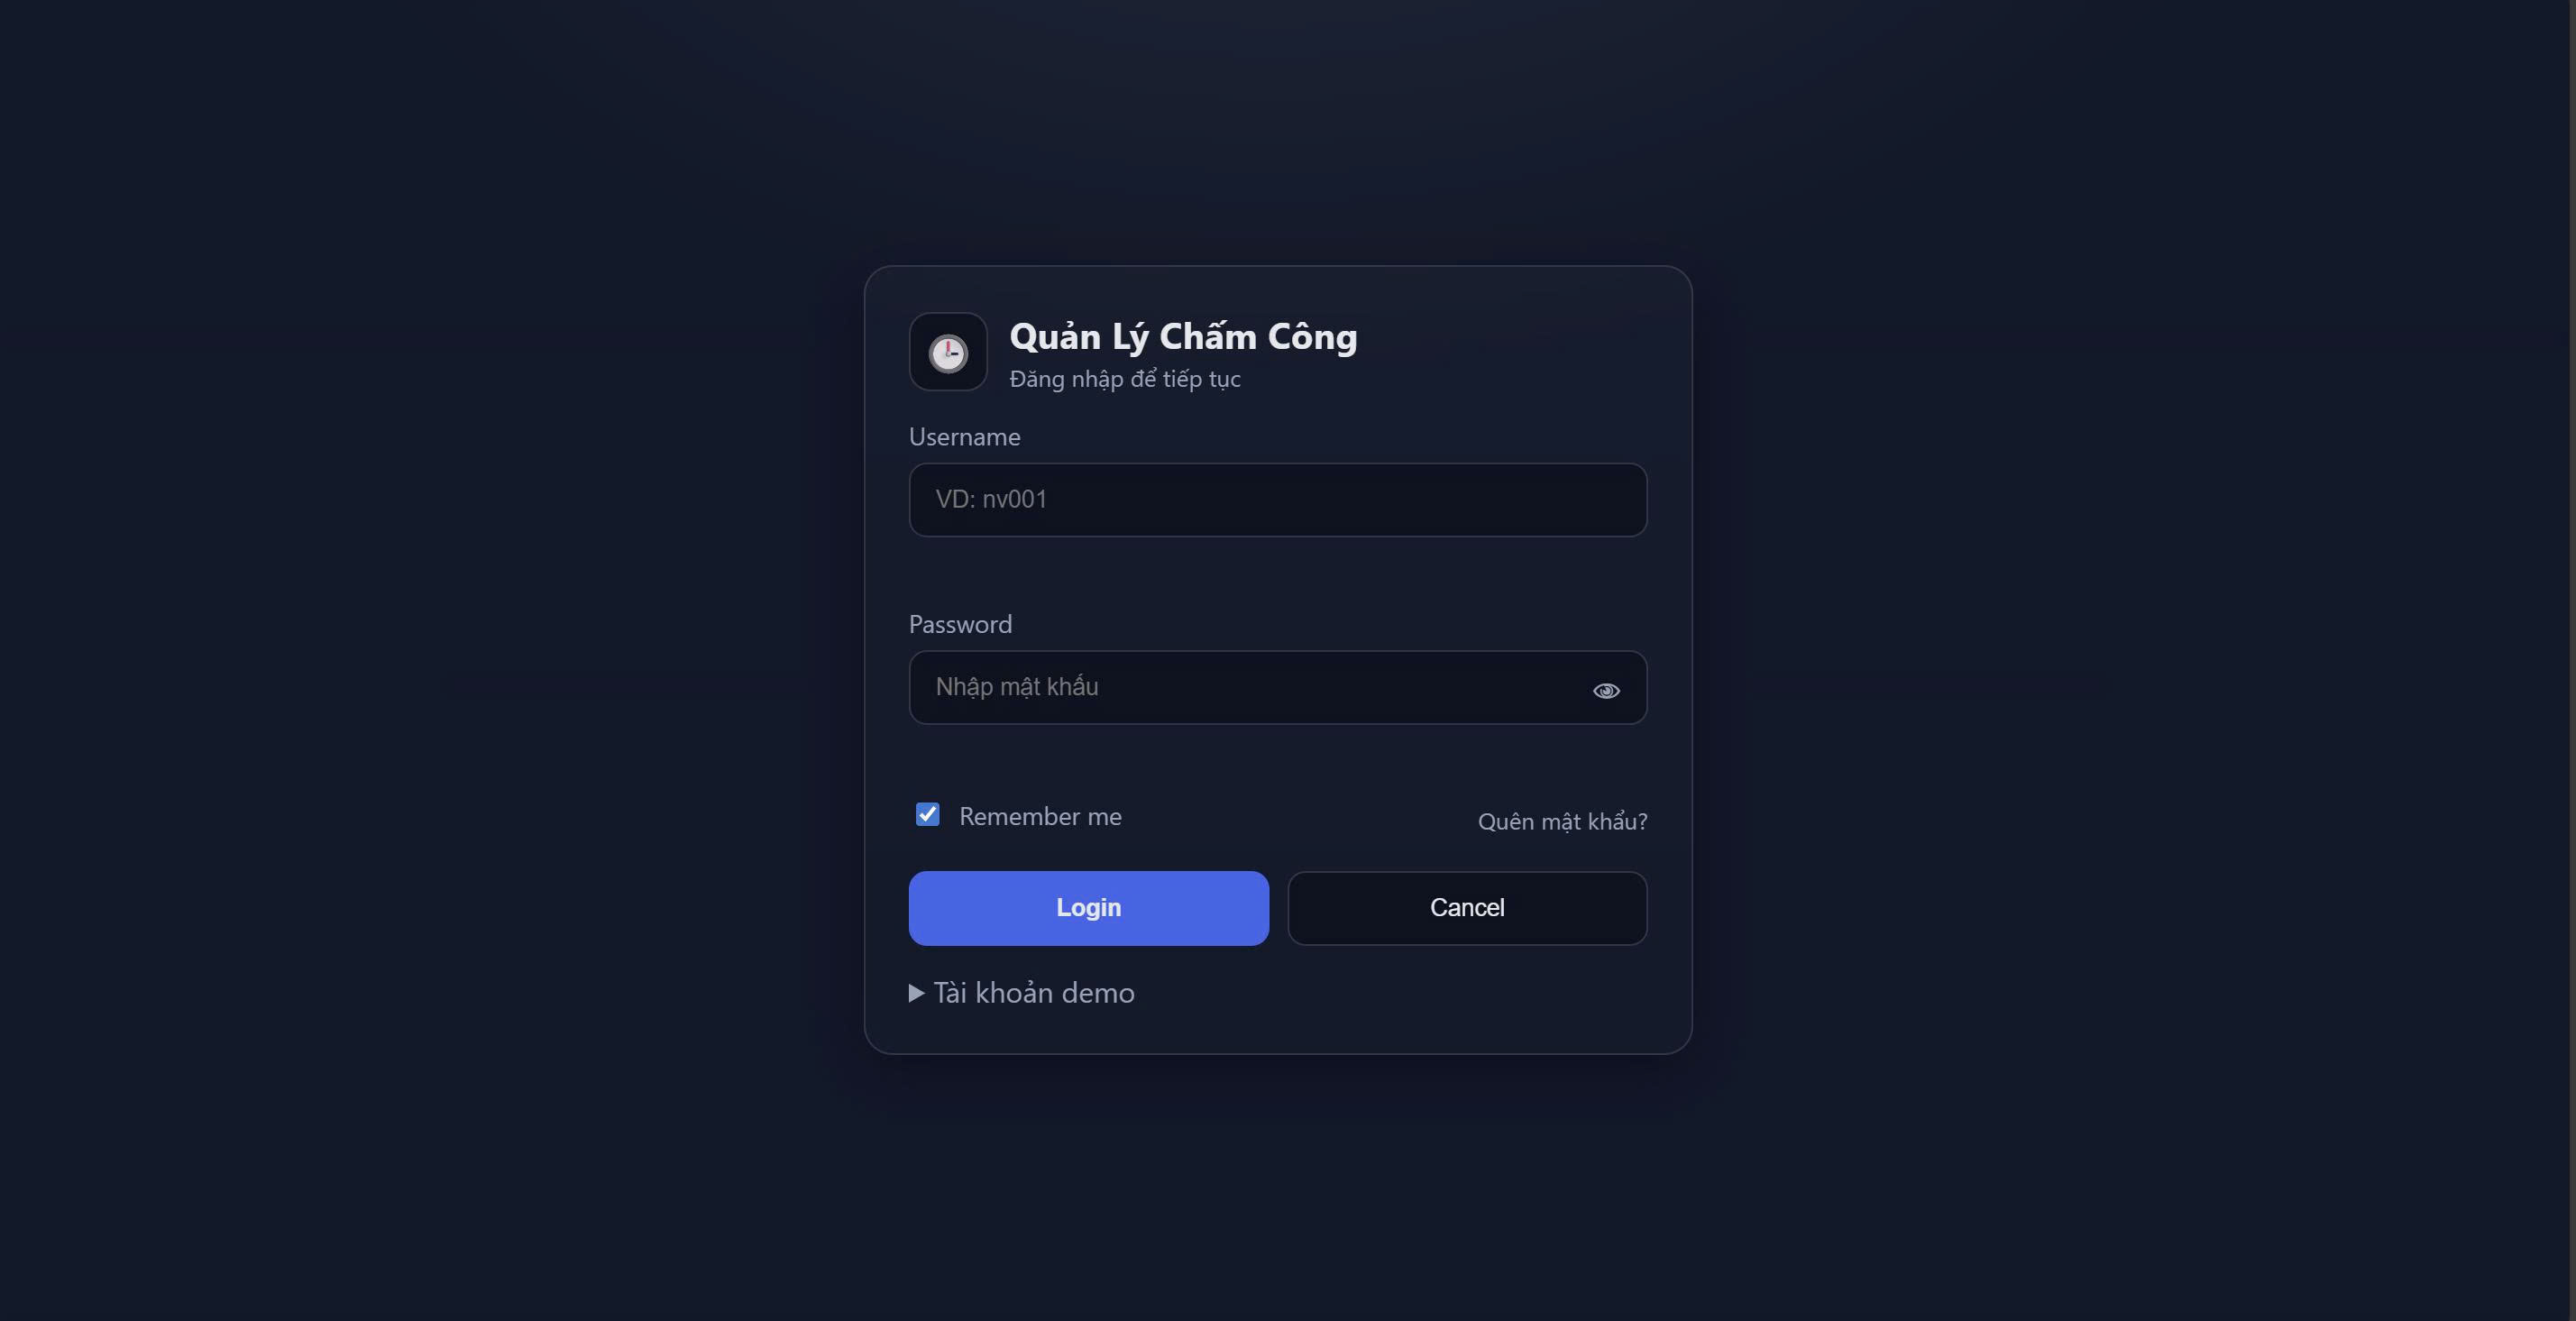 Quản Lý Chấm Công
Đăng nhập để tiếp tục
Username
VD: nv001
Password
Nhập mật khẩu
Remember me
Quên mật khẩu?
Login
Cancel
Tài khoản demo